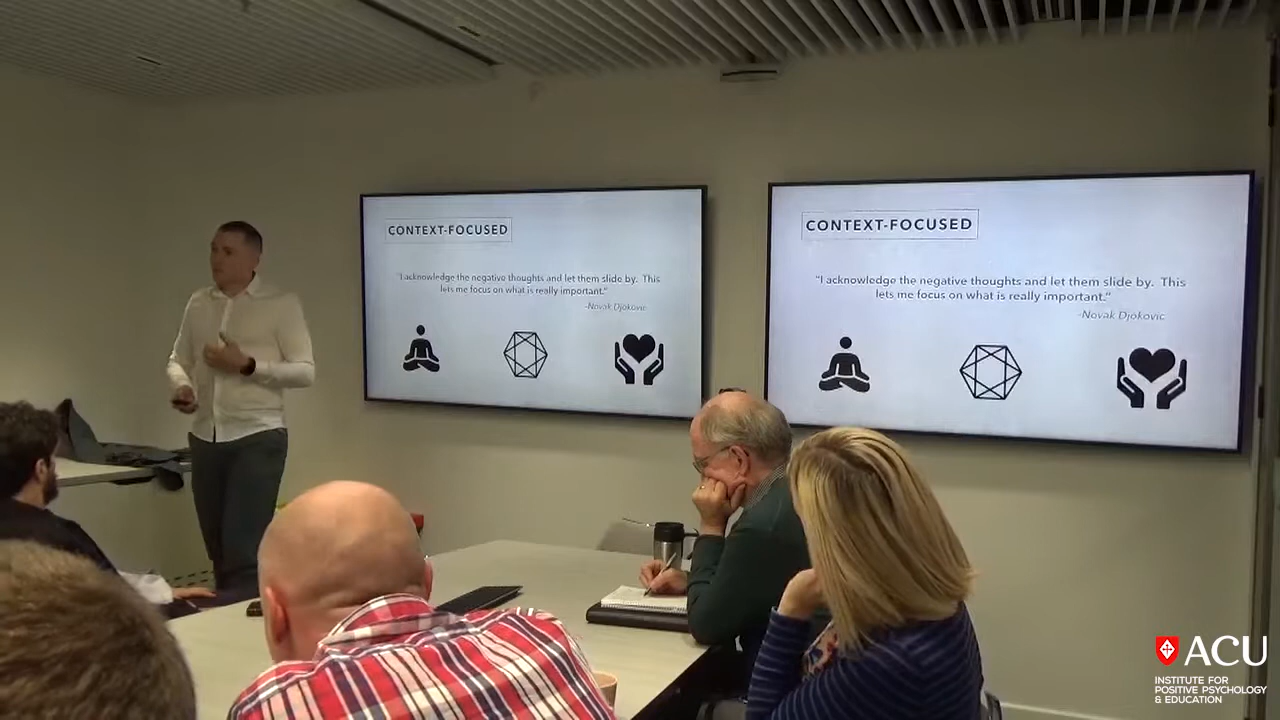 CONTEXT-FOCUSED
"I acknowledge the negative thoughts and let them slide by. This
lets me focus on what is really important."
-Novak Djokovic
CONTEXT-FOCUSED
"I acknowledge the negative thoughts and let them slide by. This
lets me focus on what is really important."
-Novak Djokovic
ACU
INSTITUTE FOR
POSITIVE PSYCHOLOGY
& EDUCATION